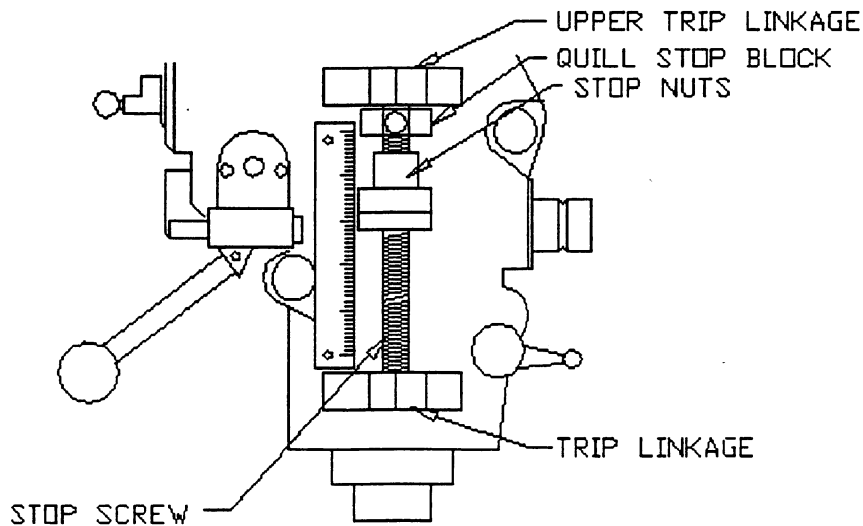 UPPER TRIP LINKAGE
QUILL STOP BLOCK
STOP NUTS
TRIP LINKAGE
STOP SCREW